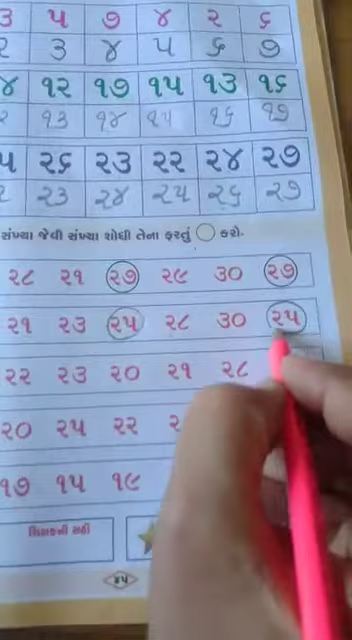 ૩ ૫ ૭ ૪ ૨ ૬
૨ ૩ ૪ ૫ ૬ ૭
૪ ૧૨ ૧૭ ૧૫ ૧૩ ૧૬
૨ ૧૩ ૧૪ ૧૫ ૧૬ ૧૭
૫ ૨૬ ૨૩ ૨૨ ૨૪ ૨૭
૨ ૨૩ ૨૪ ૨૫ ૨૬ ૨૭
સંખ્યા જેવી સંખ્યા શોધી તેના ફરતું ◯ કરો.
૨૮ ૨૧ ૨૭ ૨૯ ૩૦ ૨૭
૨૧ ૨૩ ૨૫ ૨૮ ૩૦ ૨૫
૨૨ ૨૩ ૨૦ ૨૧ ૨૮
૨૦ ૨૫ ૨૨
૧૭ ૧૫ ૧૯
શિક્ષકની સહી
૪૫